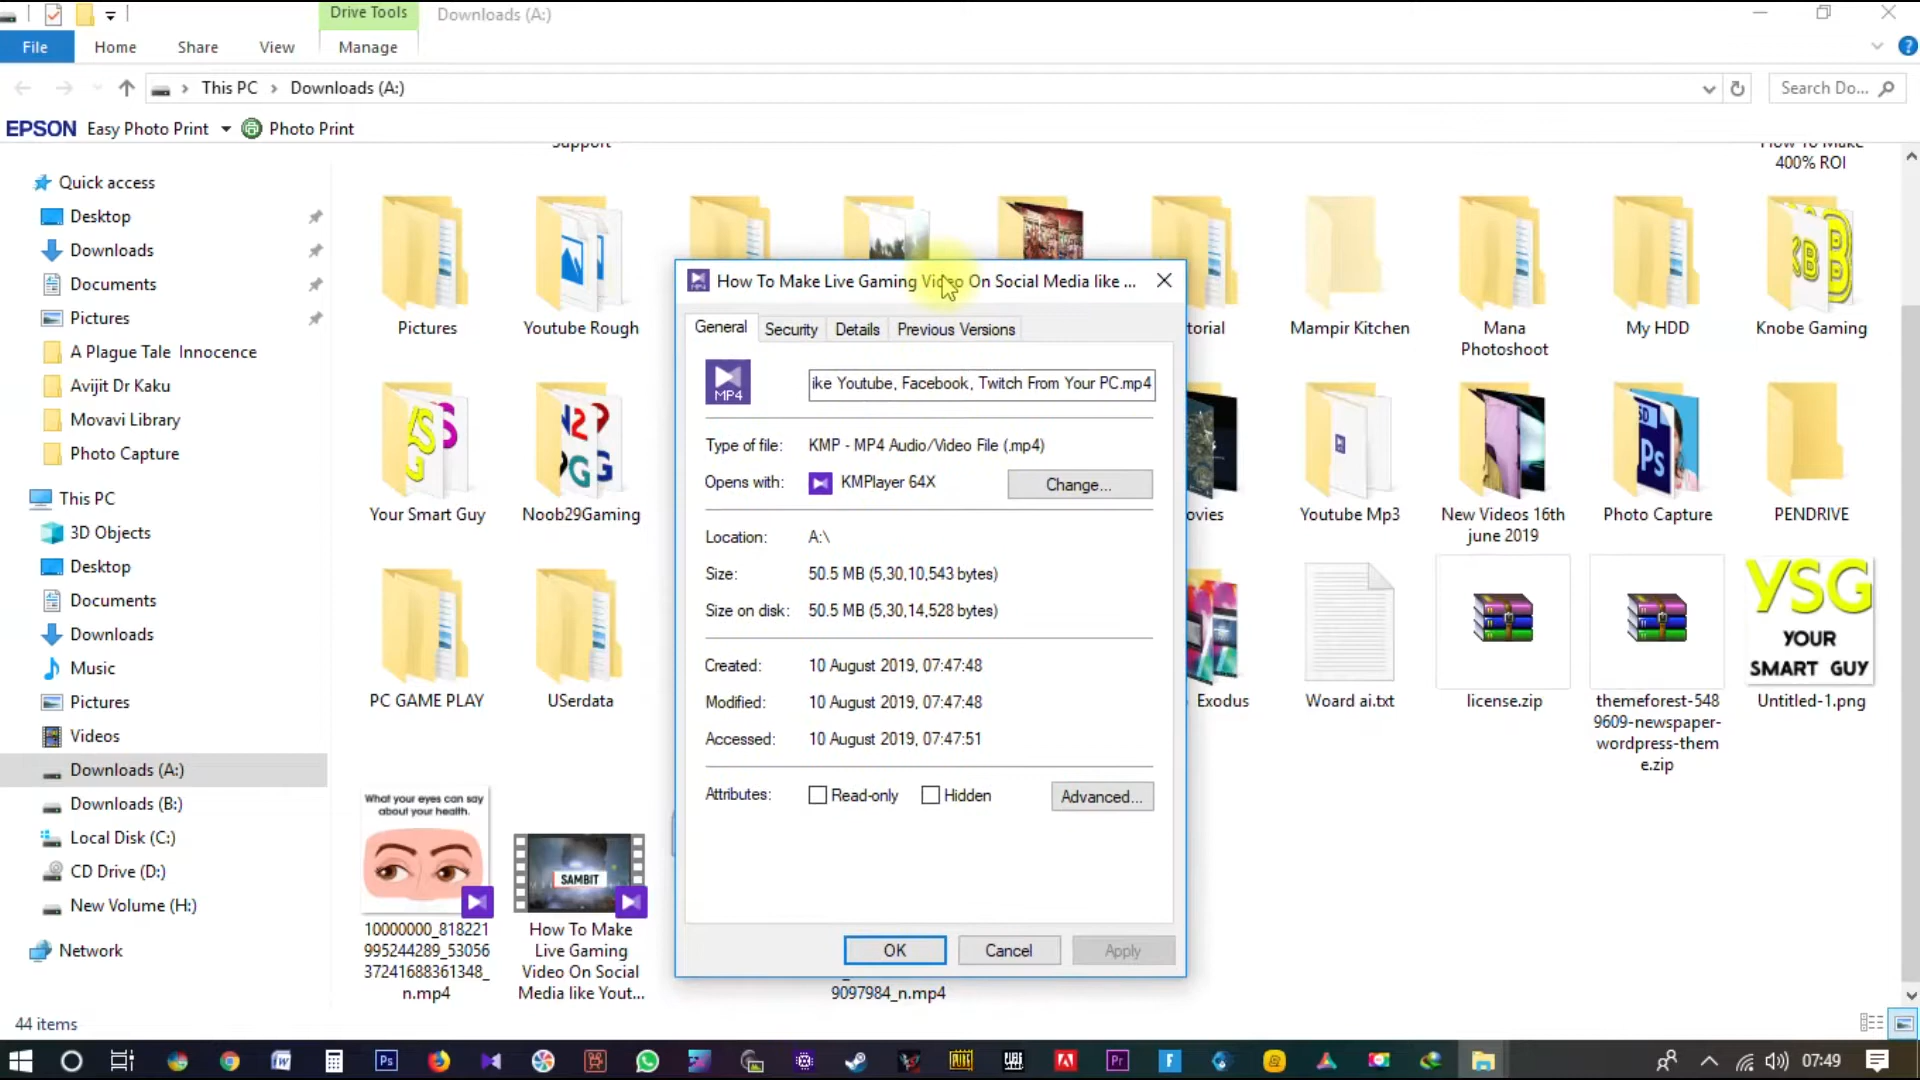 Drive Tools
Downloads (A:)
File
Home
Share
View
Manage
This PC
Downloads (A:)
Search Do...
EPSON
Easy Photo Print
Photo Print
Support
How To Make
400% ROI
Quick access
Desktop
Downloads
Documents
Pictures
A Plague Tale Innocence
Avijit Dr Kaku
Movavi Library
Photo Capture
This PC
3D Objects
Desktop
Documents
Downloads
Music
Pictures
Videos
Downloads (A:)
Downloads (B:)
Local Disk (C:)
CD Drive (D:)
New Volume (H:)
Network
Pictures
Youtube Rough
torial
Mampir Kitchen
Mana
Photoshoot
My HDD
KB
Knobe Gaming
Your Smart Guy
Noob29Gaming
ovies
Youtube Mp3
New Videos 16th
june 2019
Ps
Photo Capture
PENDRIVE
PC GAME PLAY
USerdata
Exodus
Woard ai.txt
license.zip
themeforest-548
9609-newspaper-
wordpress-them
e.zip
YSG
YOUR
SMART GUY
Untitled-1.png
What your eyes can say
about your health.
10000000_818221
995244289_53056
37241688361348_
n.mp4
SAMBIT
How To Make
Live Gaming
Video On Social
Media like Yout...
9097984_n.mp4
How To Make Live Gaming Video On Social Media like ...
General
Security
Details
Previous Versions
MP4
ike Youtube, Facebook, Twitch From Your PC.mp4
Type of file:
KMP - MP4 Audio/Video File (.mp4)
Opens with:
KMPlayer 64X
Change...
Location:
A:\
Size:
50.5 MB (5,30,10,543 bytes)
Size on disk:
50.5 MB (5,30,14,528 bytes)
Created:
10 August 2019, 07:47:48
Modified:
10 August 2019, 07:47:48
Accessed:
10 August 2019, 07:47:51
Attributes:
Read-only
Hidden
Advanced...
OK
Cancel
Apply
44 items
07:49